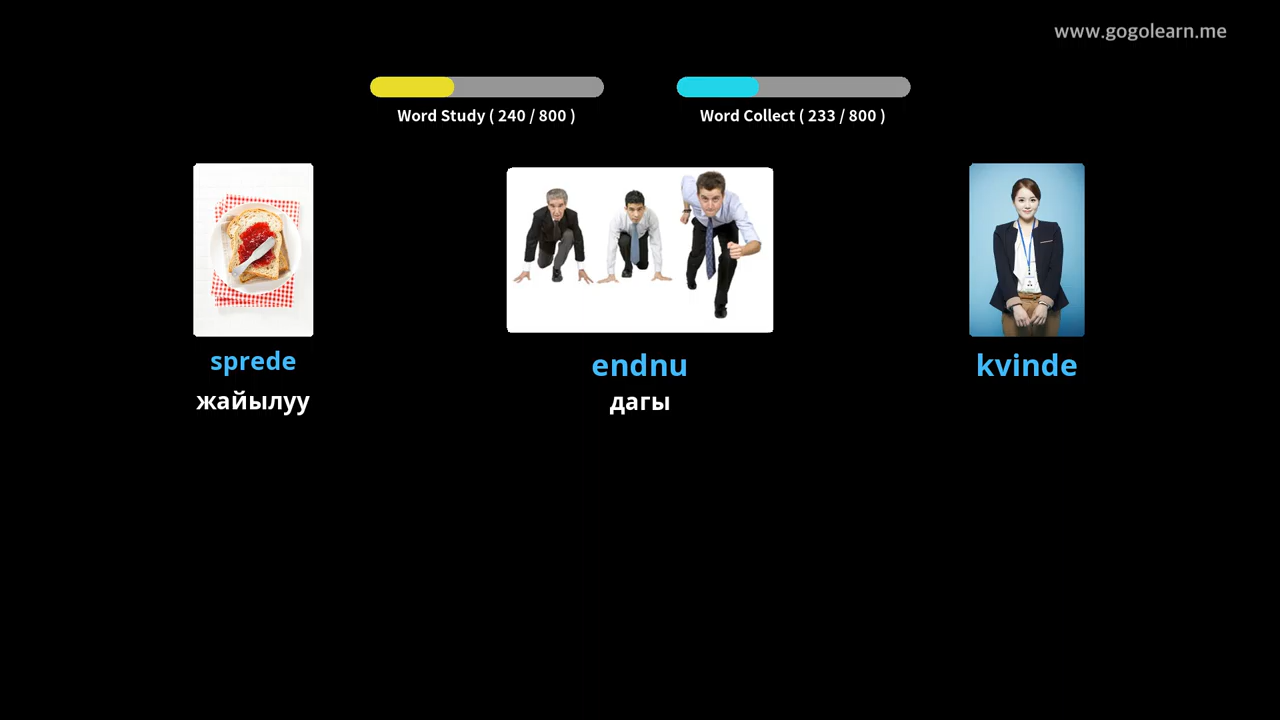 www.gogolearn.me
Word Study ( 240 / 800 )
Word Collect ( 233 / 800 )
sprede
жайылуу
endnu
дагы
kvinde